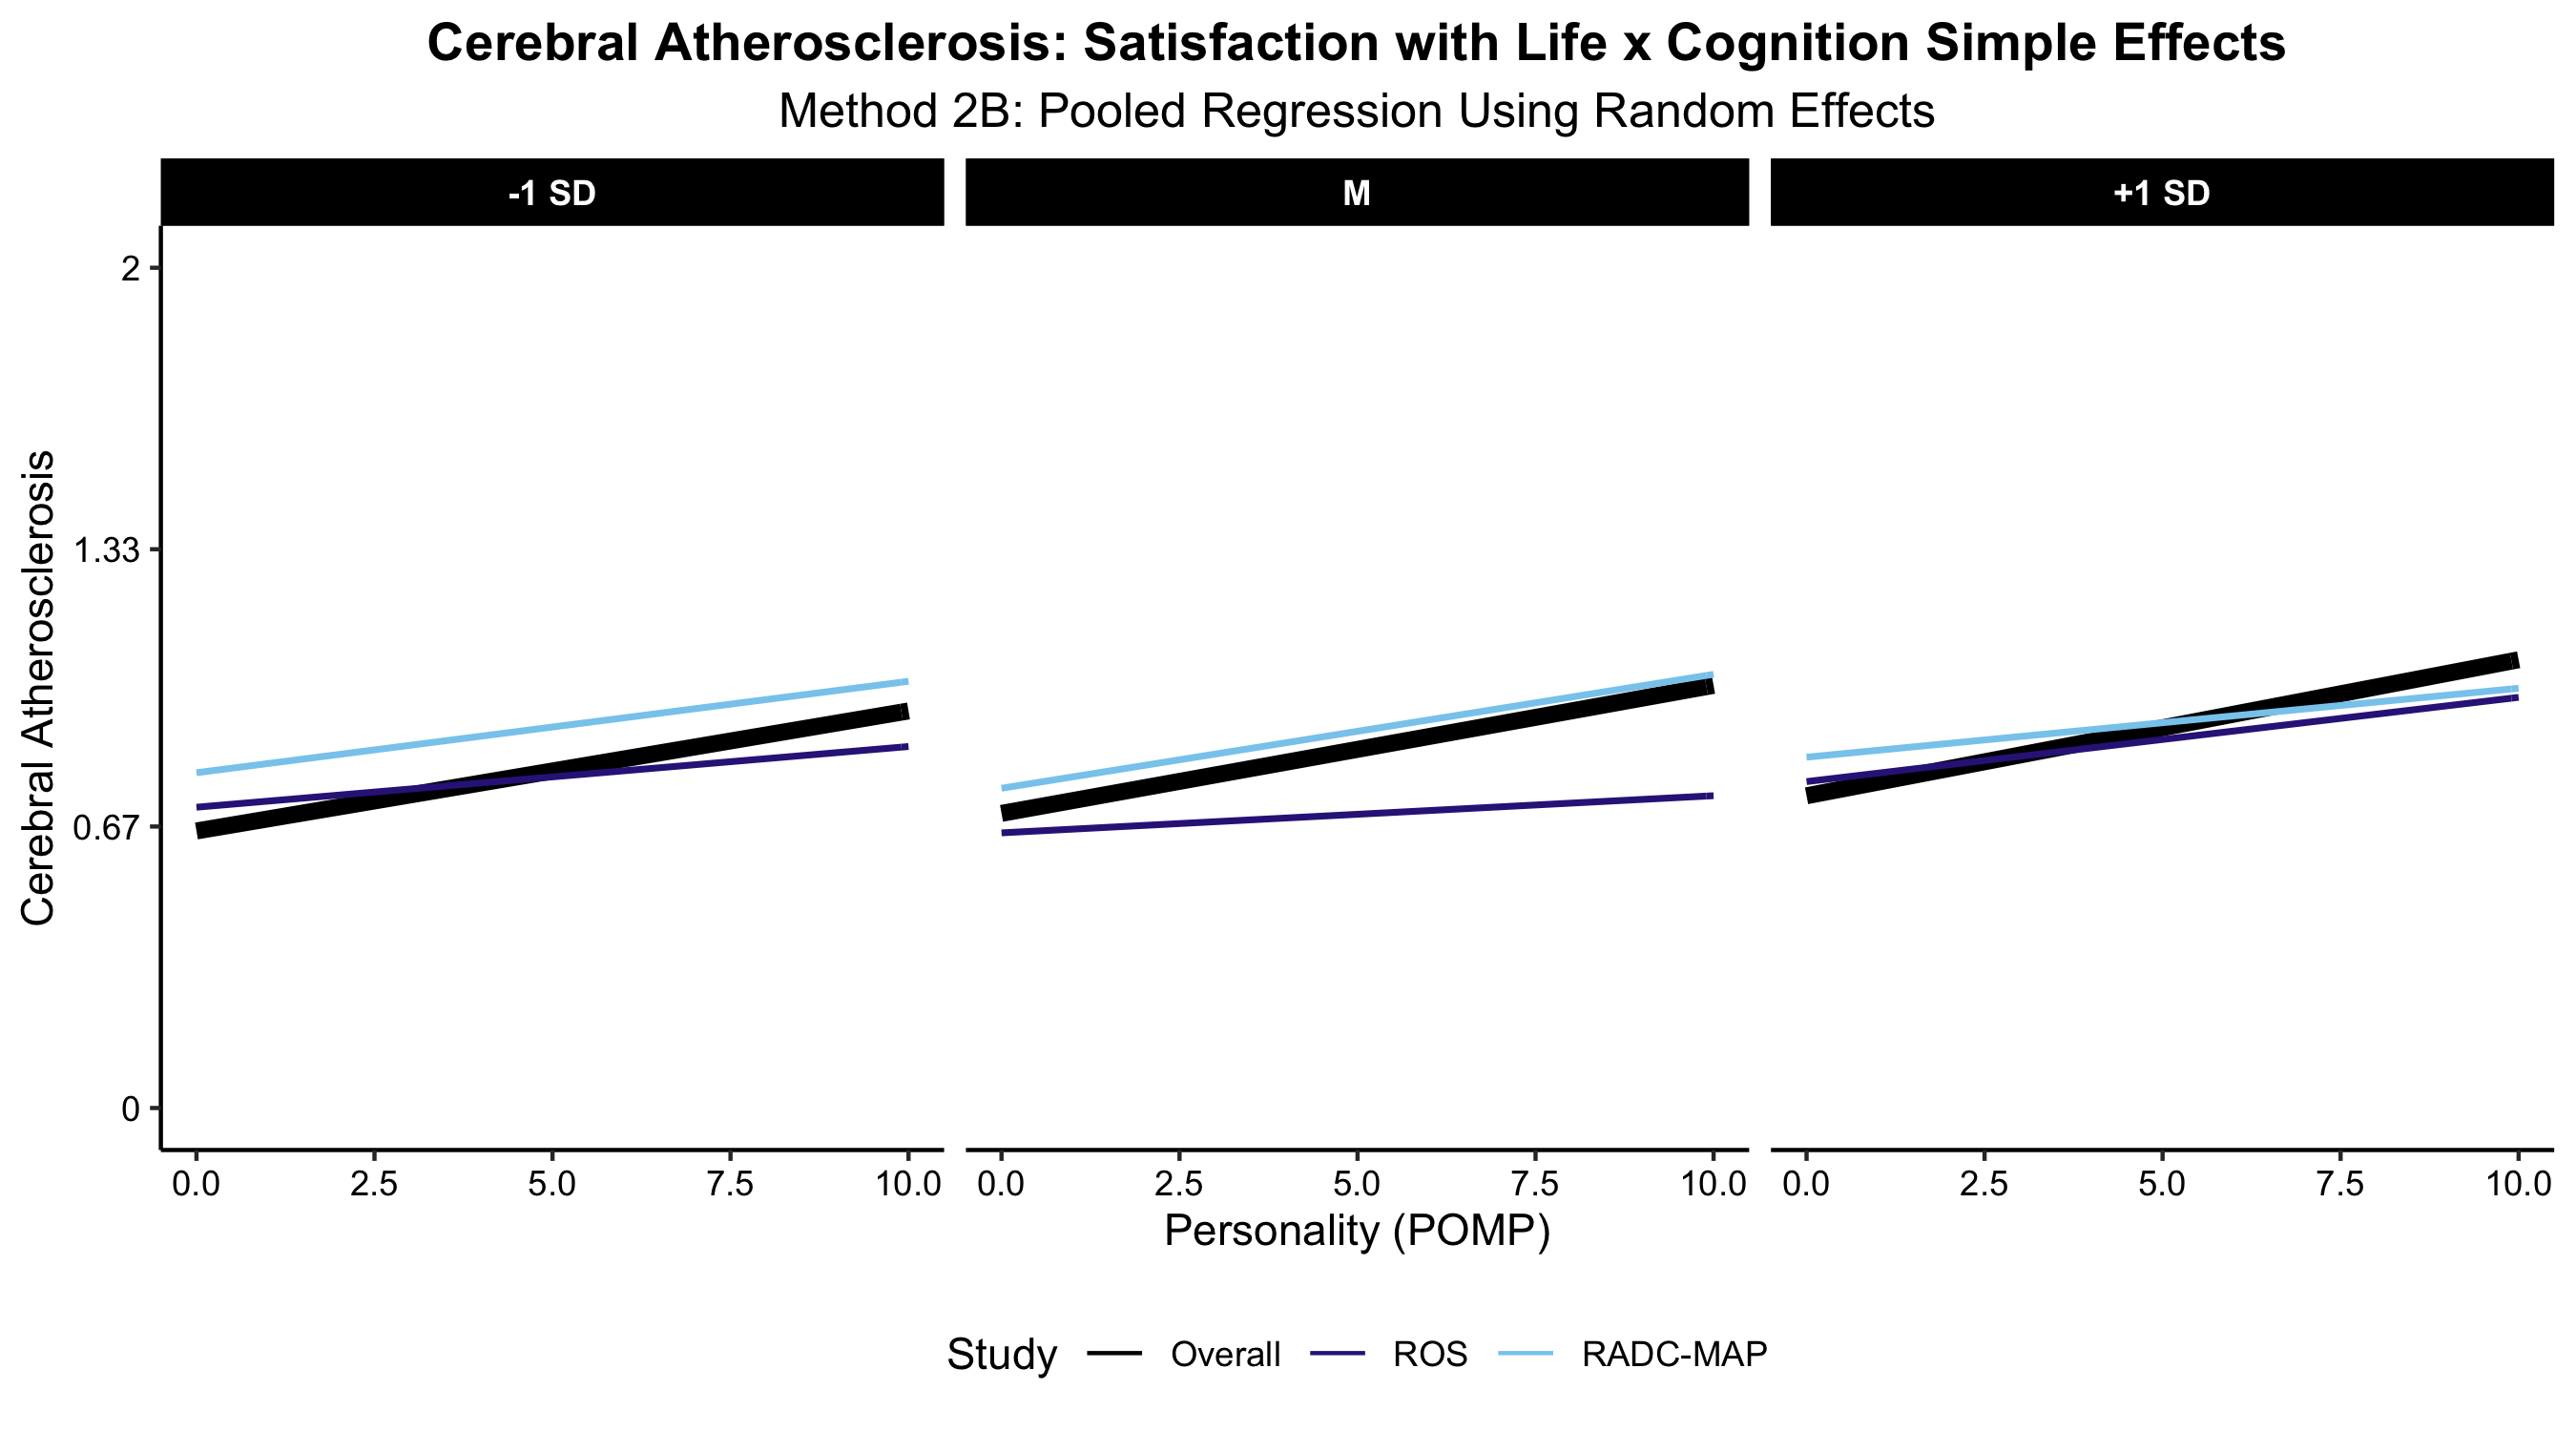 Cerebral Atherosclerosis: Satisfaction with Life x Cognition Simple Effects
Method 2B: Pooled Regression Using Random Effects
-1 SD
M
+1 SD
Cerebral Atherosclerosis
2
1.33
0.67
0
0.0 2.5 5.0 7.5 10.0
0.0 2.5 5.0 7.5 10.0
0.0 2.5 5.0 7.5 10.0
Personality (POMP)
Study Overall ROS RADC-MAP